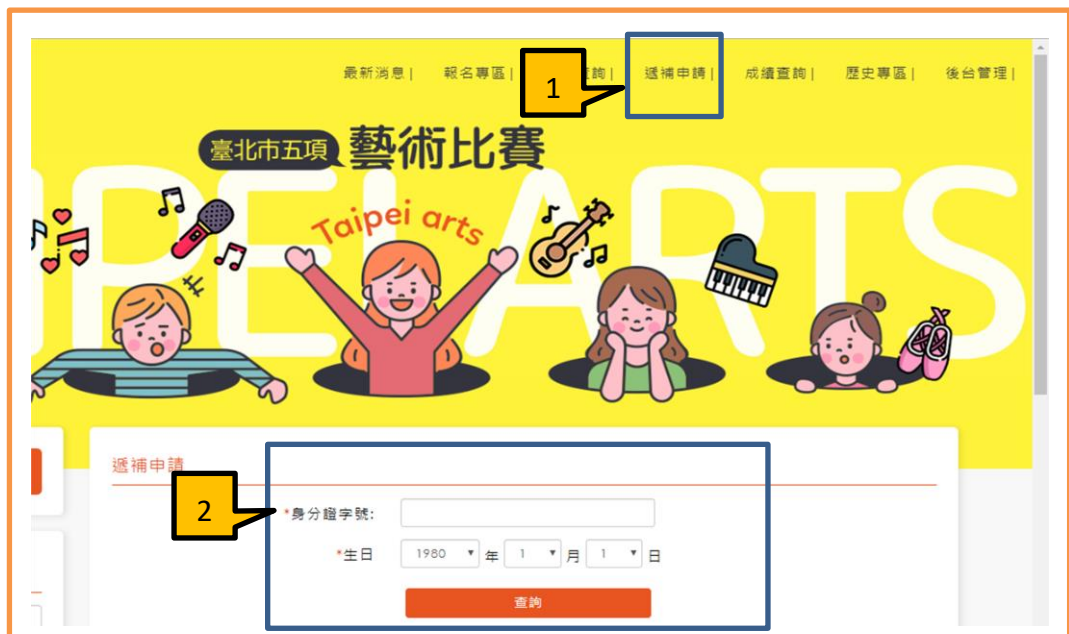 最新消息| 報名專區| 詢| 遞補申請| 成績查詢| 歷史專區| 後台管理|
1
臺北市五項 藝術比賽
IPEI ARTS
Taipei arts
遞補申請
2
*身分證字號:
*生日 1980 年 1 月 1 日
查詢